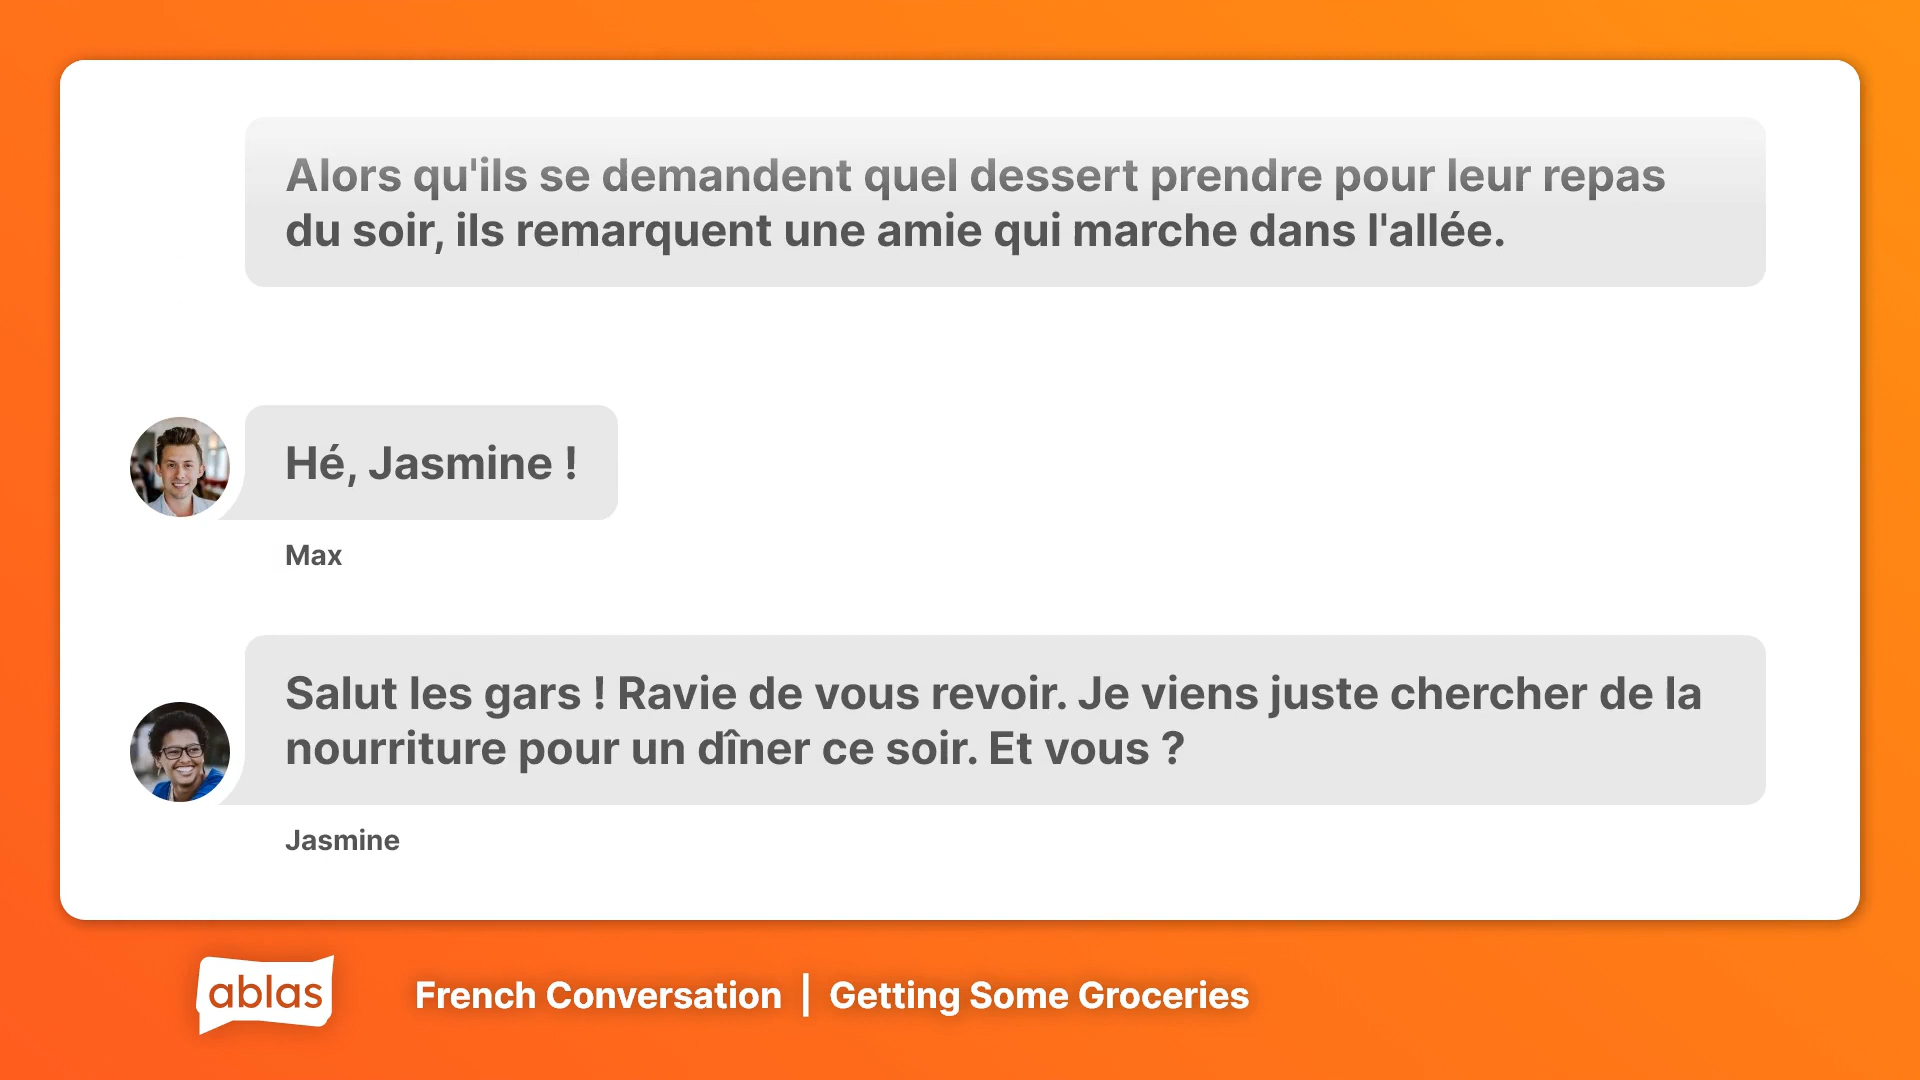 Alors qu'ils se demandent quel dessert prendre pour leur repas
du soir, ils remarquent une amie qui marche dans l'allée.
Hé, Jasmine !
Max
Salut les gars ! Ravie de vous revoir. Je viens juste chercher de la
nourriture pour un dîner ce soir. Et vous ?
Jasmine
ablas
French Conversation | Getting Some Groceries